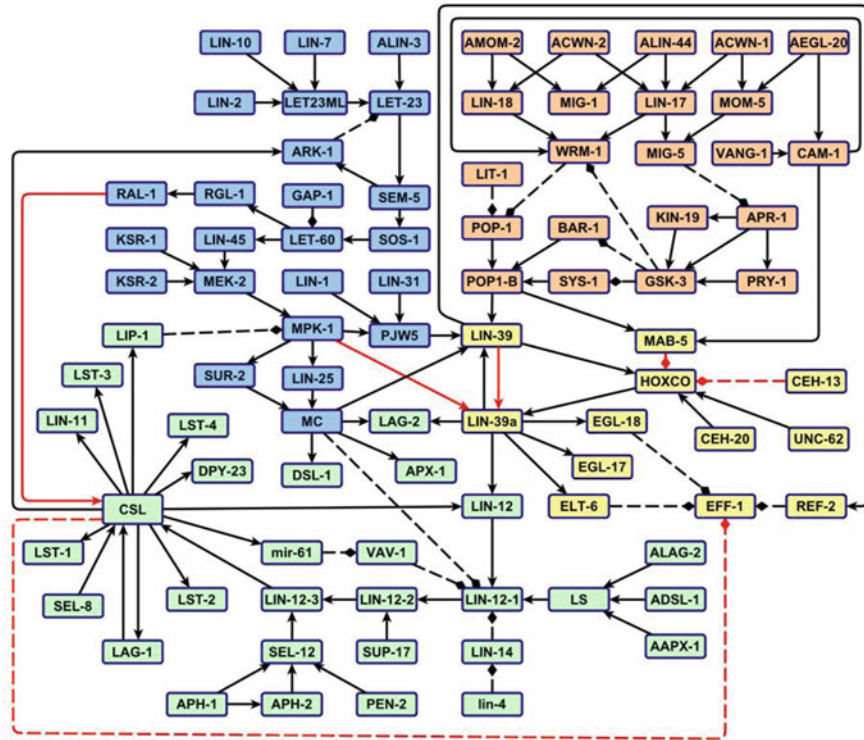 LIN-10
LIN-7
ALIN-3
AMOM-2
ACWN-2
ALIN-44
ACWN-1
AEGL-20
LIN-2
LET23ML
LET-23
LIN-18
MIG-1
LIN-17
MOM-5
ARK-1
WRM-1
MIG-5
VANG-1
CAM-1
RAL-1
RGL-1
GAP-1
SEM-5
LIT-1
KIN-19
APR-1
KSR-1
LIN-45
LET-60
SOS-1
POP-1
BAR-1
KSR-2
MEK-2
LIN-1
LIN-31
POP1-B
SYS-1
GSK-3
PRY-1
LIP-1
MPK-1
PJW5
LIN-39
MAB-5
LST-3
SUR-2
LIN-25
HOXCO
CEH-13
LIN-11
LST-4
MC
LAG-2
LIN-39a
EGL-18
CEH-20
UNC-62
DPY-23
DSL-1
APX-1
EGL-17
CSL
LIN-12
ELT-6
EFF-1
REF-2
LST-1
mir-61
VAV-1
ALAG-2
SEL-8
LST-2
LIN-12-3
LIN-12-2
LIN-12-1
LS
ADSL-1
LAG-1
SEL-12
SUP-17
LIN-14
AAPX-1
APH-1
APH-2
PEN-2
lin-4